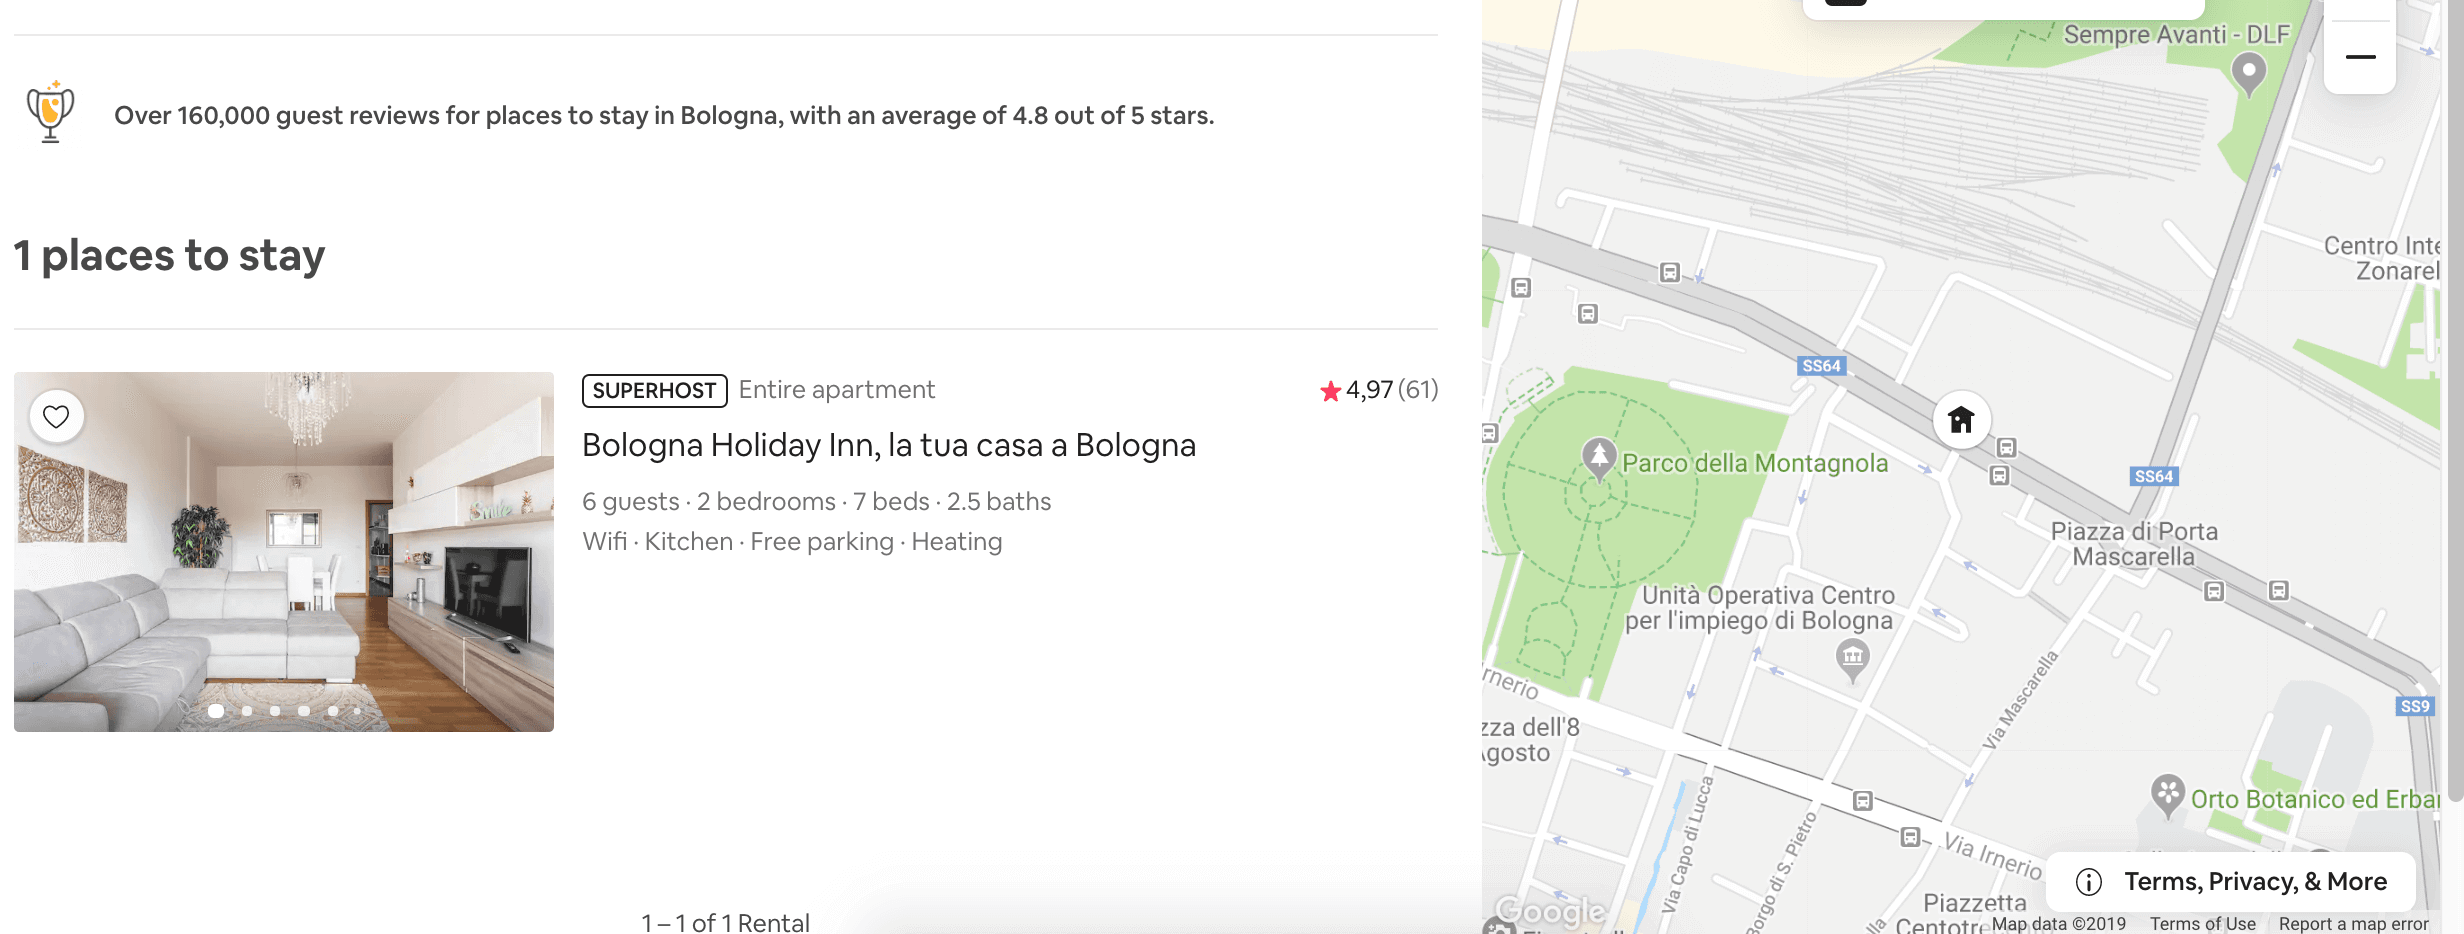 Over 160,000 guest reviews for places to stay in Bologna, with an average of 4.8 out of 5 stars.
1 places to stay
SUPERHOST Entire apartment
4,97 (61)
Bologna Holiday Inn, la tua casa a Bologna
6 guests · 2 bedrooms · 7 beds · 2.5 baths
Wifi · Kitchen · Free parking · Heating
1 – 1 of 1 Rental
Sempre Avanti - DLF
Centro Inte
Zonarel
SS64
Parco della Montagnola
SS64
Piazza di Porta
Mascarella
Unità Operativa Centro
per l'impiego di Bologna
rnerio
Via Mascarella
SS9
zza dell'8
Agosto
Via Capo di Lucca
Borgo di S. Pietro
Orto Botanico ed Erbar
Via Irnerio
Terms, Privacy, & More
Piazzetta
Google
Map data ©2019 Terms of Use Report a map error